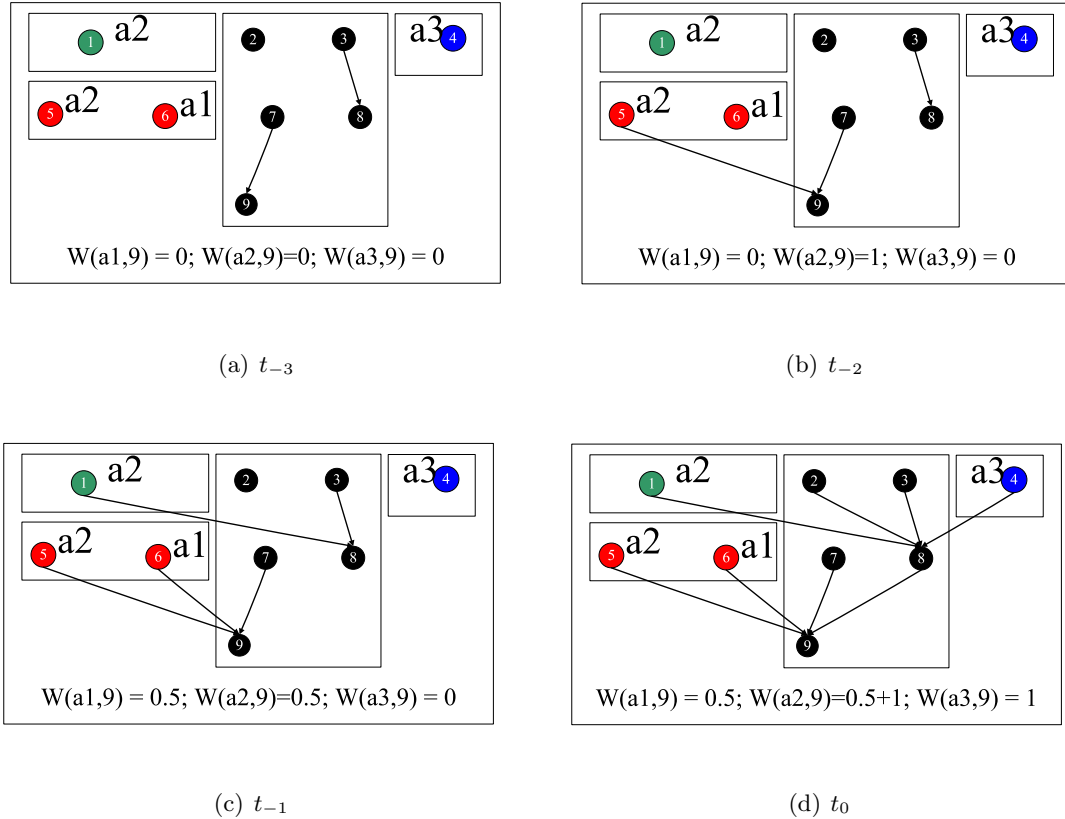 1 a2 2 3 a3 4
5 a2 6 a1 7 8
9
W(a1,9) = 0; W(a2,9)=0; W(a3,9) = 0
(a) t₋₃
1 a2 2 3 a3 4
5 a2 6 a1 7 8
9
W(a1,9) = 0; W(a2,9)=1; W(a3,9) = 0
(b) t₋₂
1 a2 2 3 a3 4
5 a2 6 a1 7 8
9
W(a1,9) = 0.5; W(a2,9)=0.5; W(a3,9) = 0
(c) t₋₁
1 a2 2 3 a3 4
5 a2 6 a1 7 8
9
W(a1,9) = 0.5; W(a2,9)=0.5+1; W(a3,9) = 1
(d) t₀